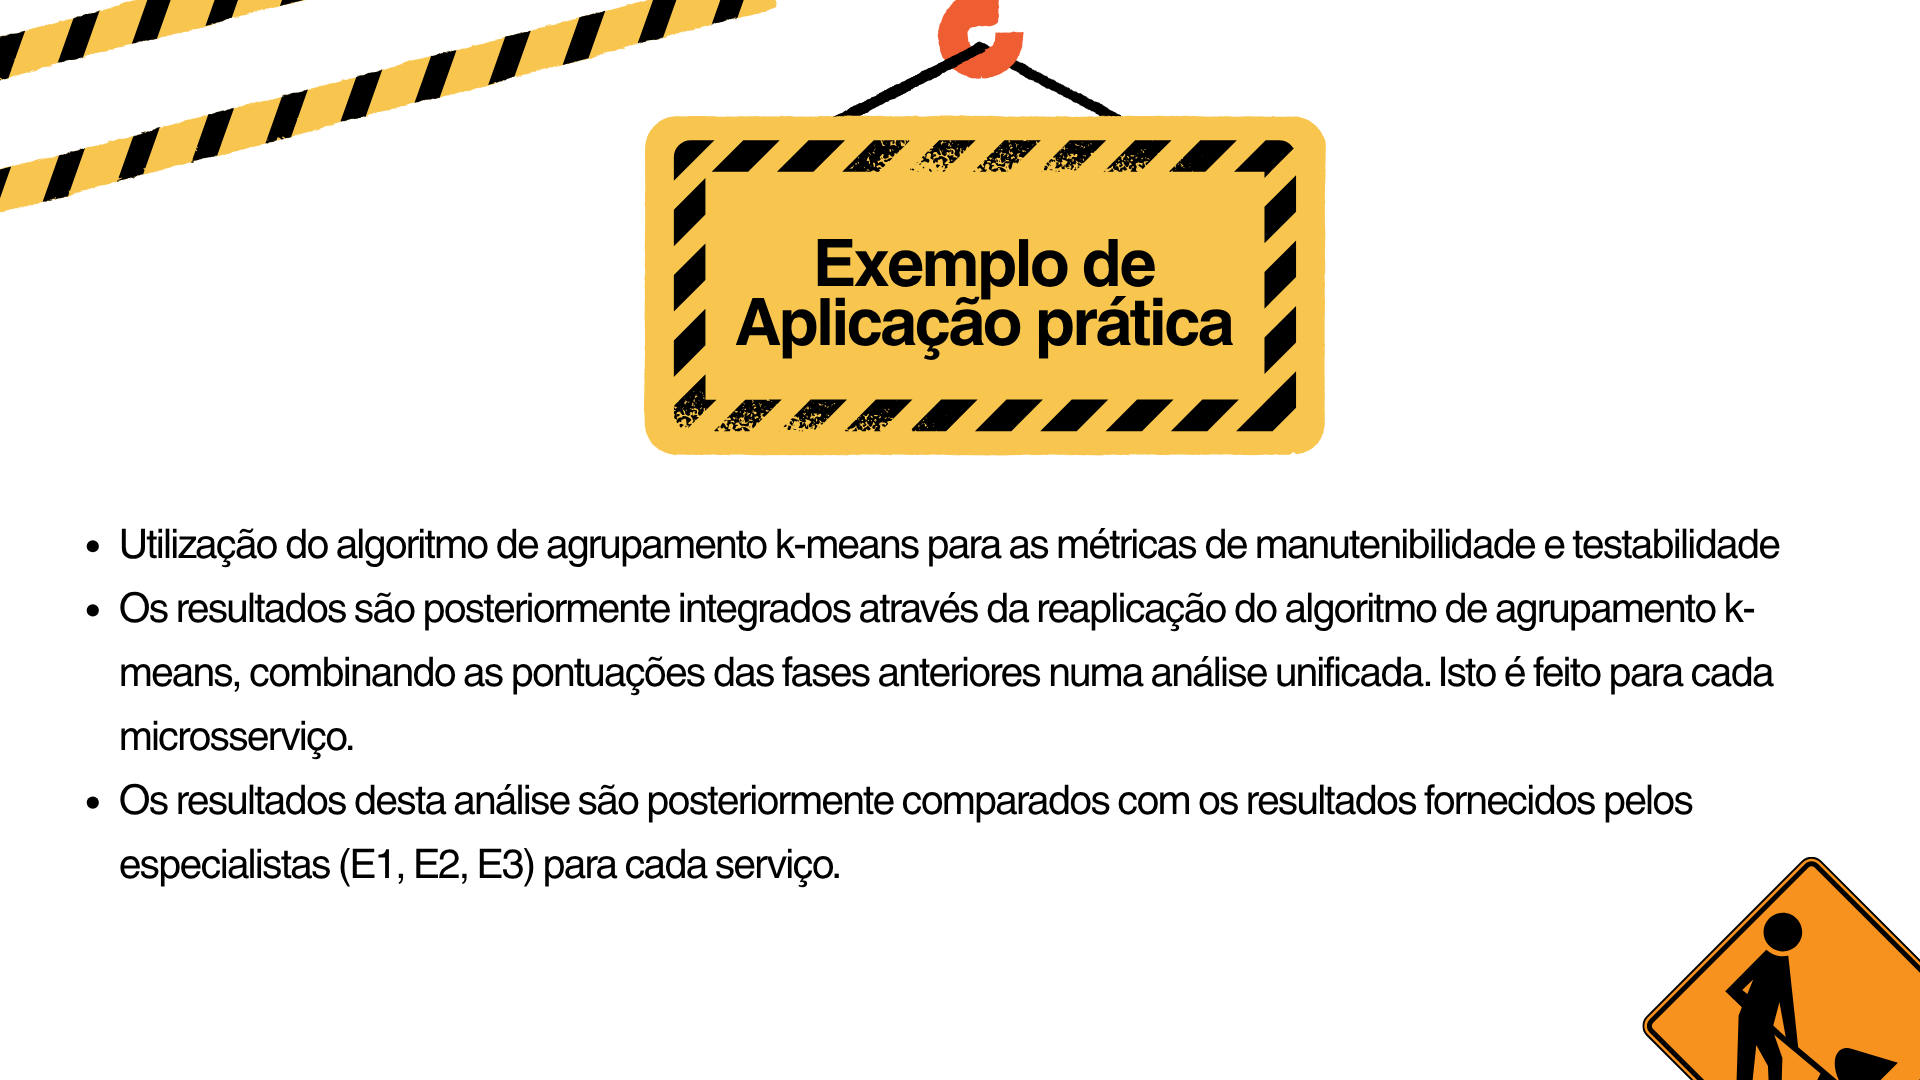 Exemplo de
Aplicação prática
• Utilização do algoritmo de agrupamento k-means para as métricas de manutenibilidade e testabilidade
• Os resultados são posteriormente integrados através da reaplicação do algoritmo de agrupamento k-
means, combinando as pontuações das fases anteriores numa análise unificada. Isto é feito para cada
microsserviço.
• Os resultados desta análise são posteriormente comparados com os resultados fornecidos pelos
especialistas (E1, E2, E3) para cada serviço.